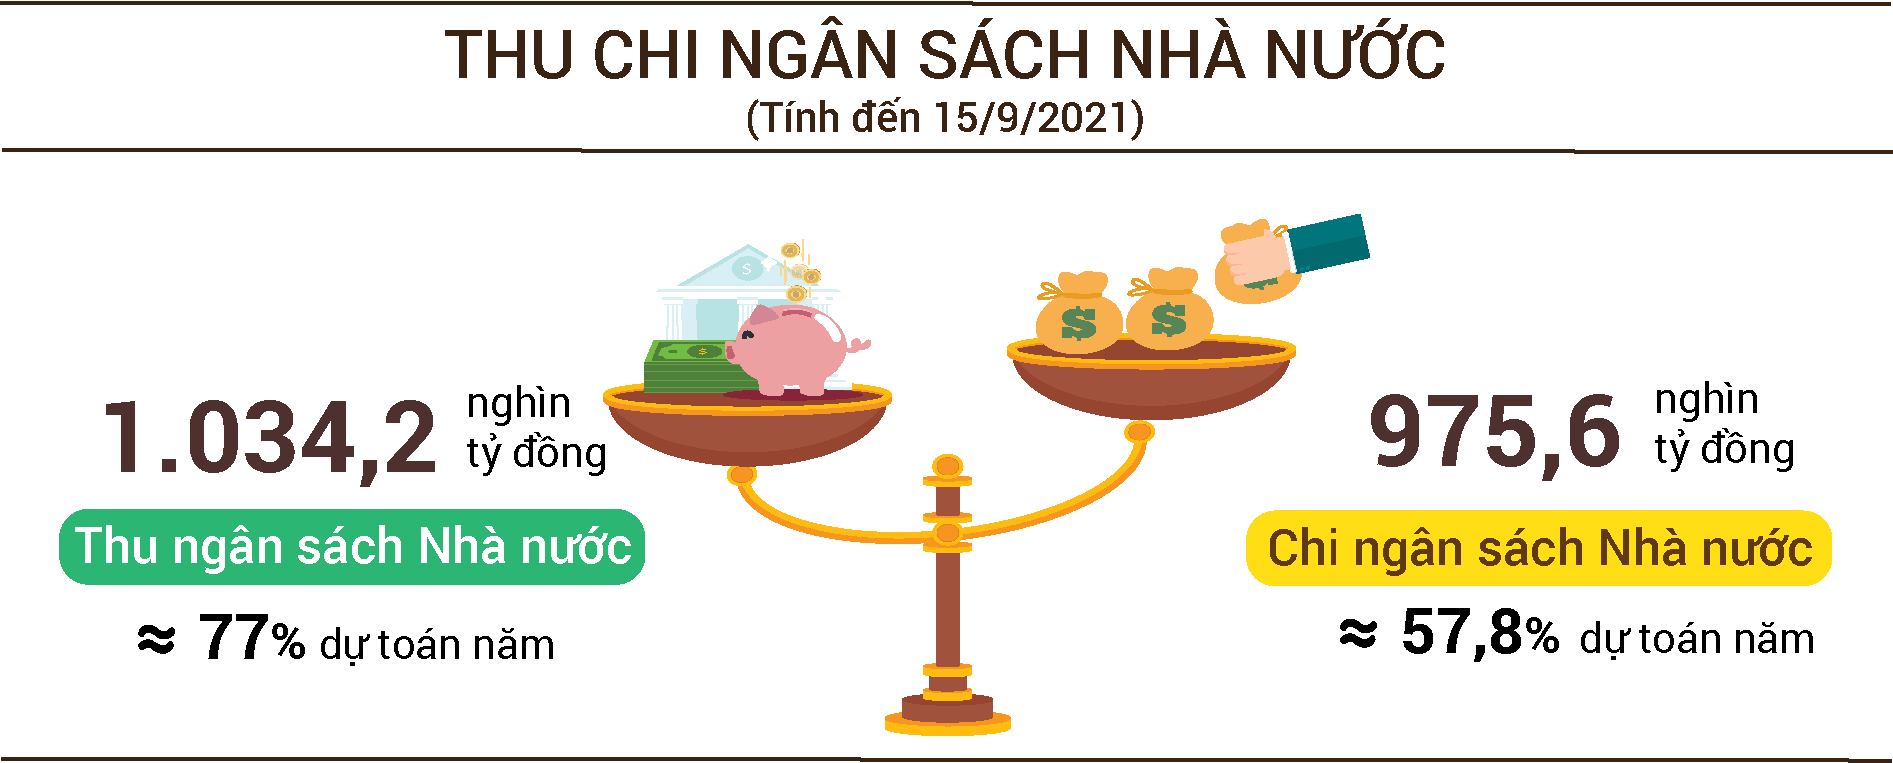 THU CHI NGÂN SÁCH NHÀ NƯỚC
(Tính đến 15/9/2021)
1.034,2 nghìn
tỷ đồng
Thu ngân sách Nhà nước
≈ 77% dự toán năm
975,6 nghìn
tỷ đồng
Chi ngân sách Nhà nước
≈ 57,8% dự toán năm